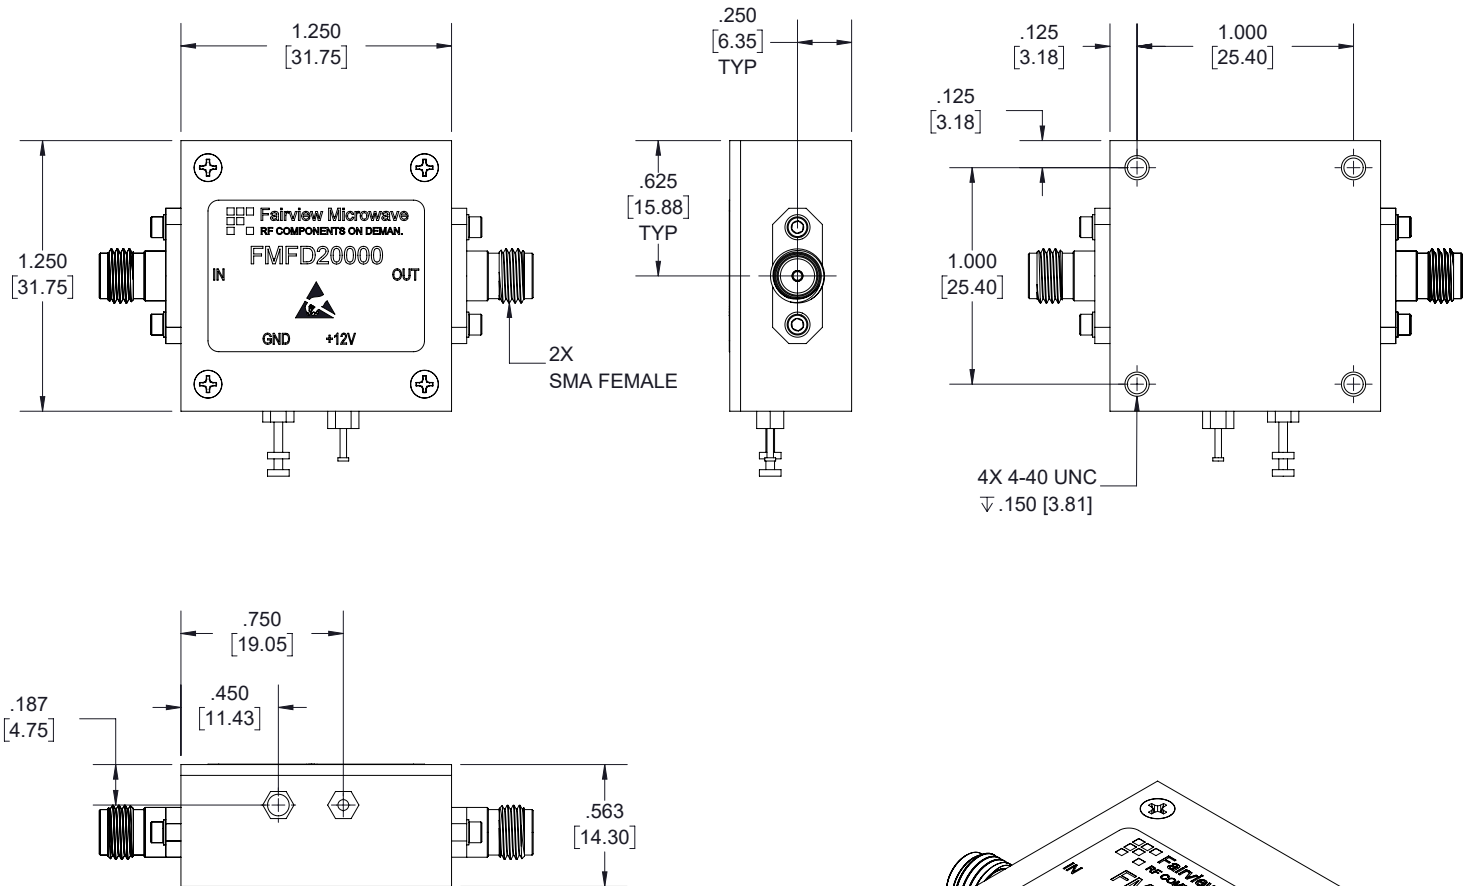 1.250
[31.75]
.250
[6.35]
TYP
.125
[3.18]
1.000
[25.40]
.125
[3.18]
1.250
[31.75]
Fairview Microwave
RF COMPONENTS ON DEMAN.
FMFD20000
IN
OUT
GND +12V
2X
SMA FEMALE
.625
[15.88]
TYP
1.000
[25.40]
4X 4-40 UNC
↧ .150 [3.81]
.750
[19.05]
.450
[11.43]
.187
[4.75]
.563
[14.30]
IN